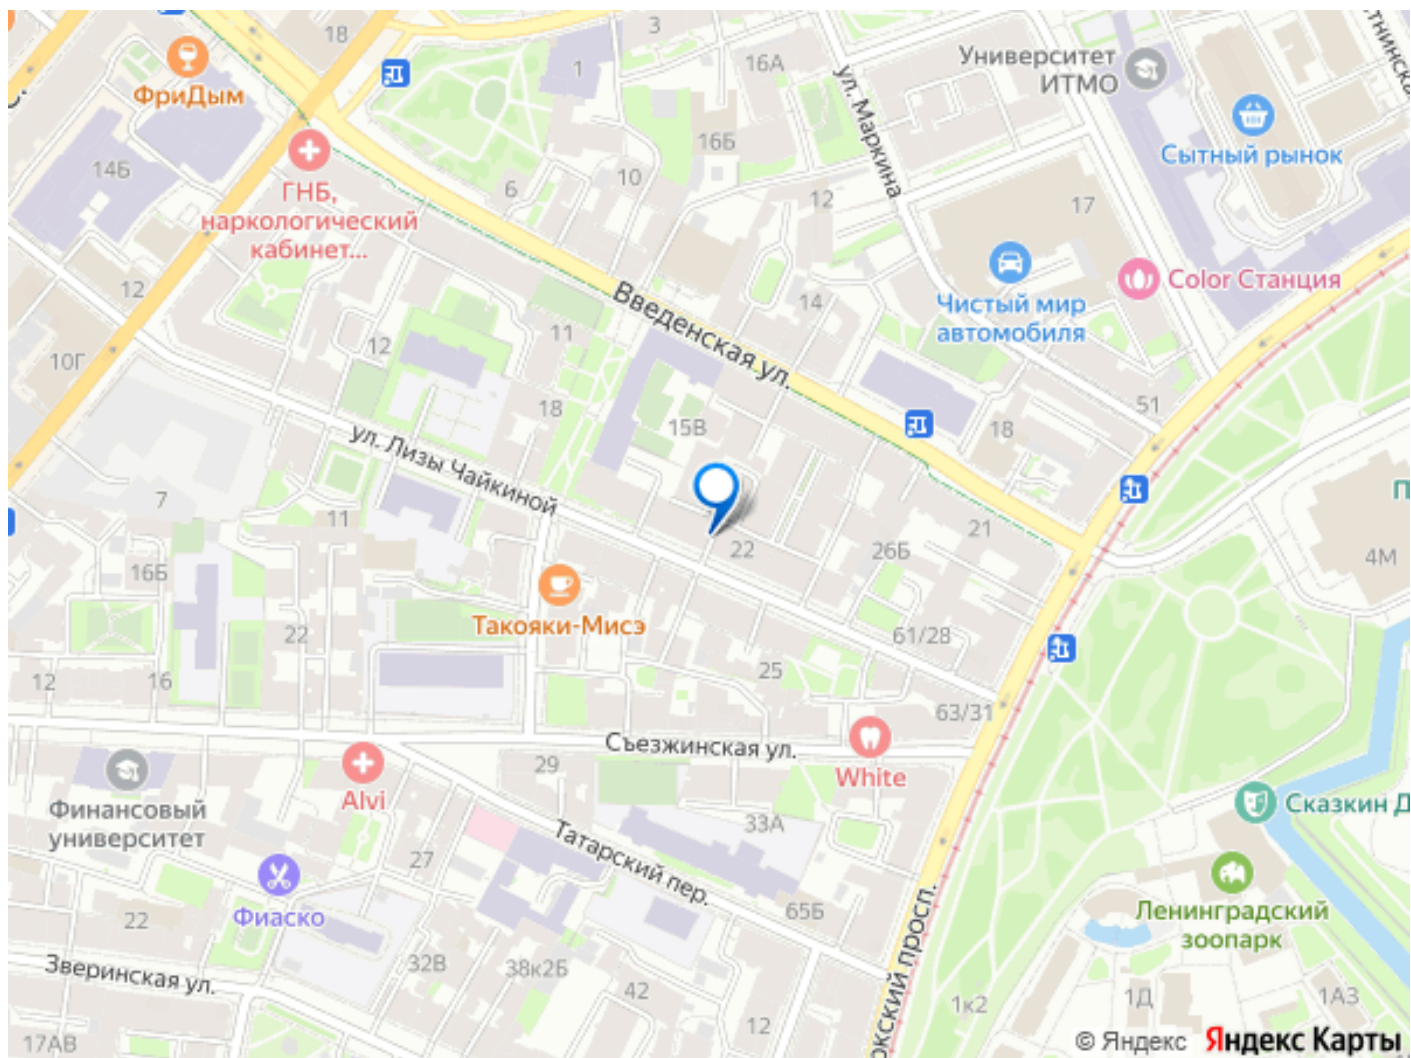 18
3
1
16А
ул. Маркина
Университет
ИТМО
Сытный рынок
ФриДым
14Б
ГНБ,
наркологический
кабинет...
6
10
16Б
12
17
12
10Г
12
11
Введенская ул.
14
Чистый мир
автомобиля
Color Станция
18
15В
18
51
ул. Лизы Чайкиной
7
11
22
26Б
21
4М
16Б
Такояки-Мисэ
22
61/28
12
16
25
63/31
Съезжинская ул.
White
29
Финансовый
университет
Alvi
33А
Сказкин Д
Татарский пер.
27
Фиаско
22
65Б
Ленинградский
зоопарк
Зверинская ул.
32В
38к2Б
42
12
1к2
1Д
1А3
17АВ
окский просп.
© Яндекс Яндекс Карты